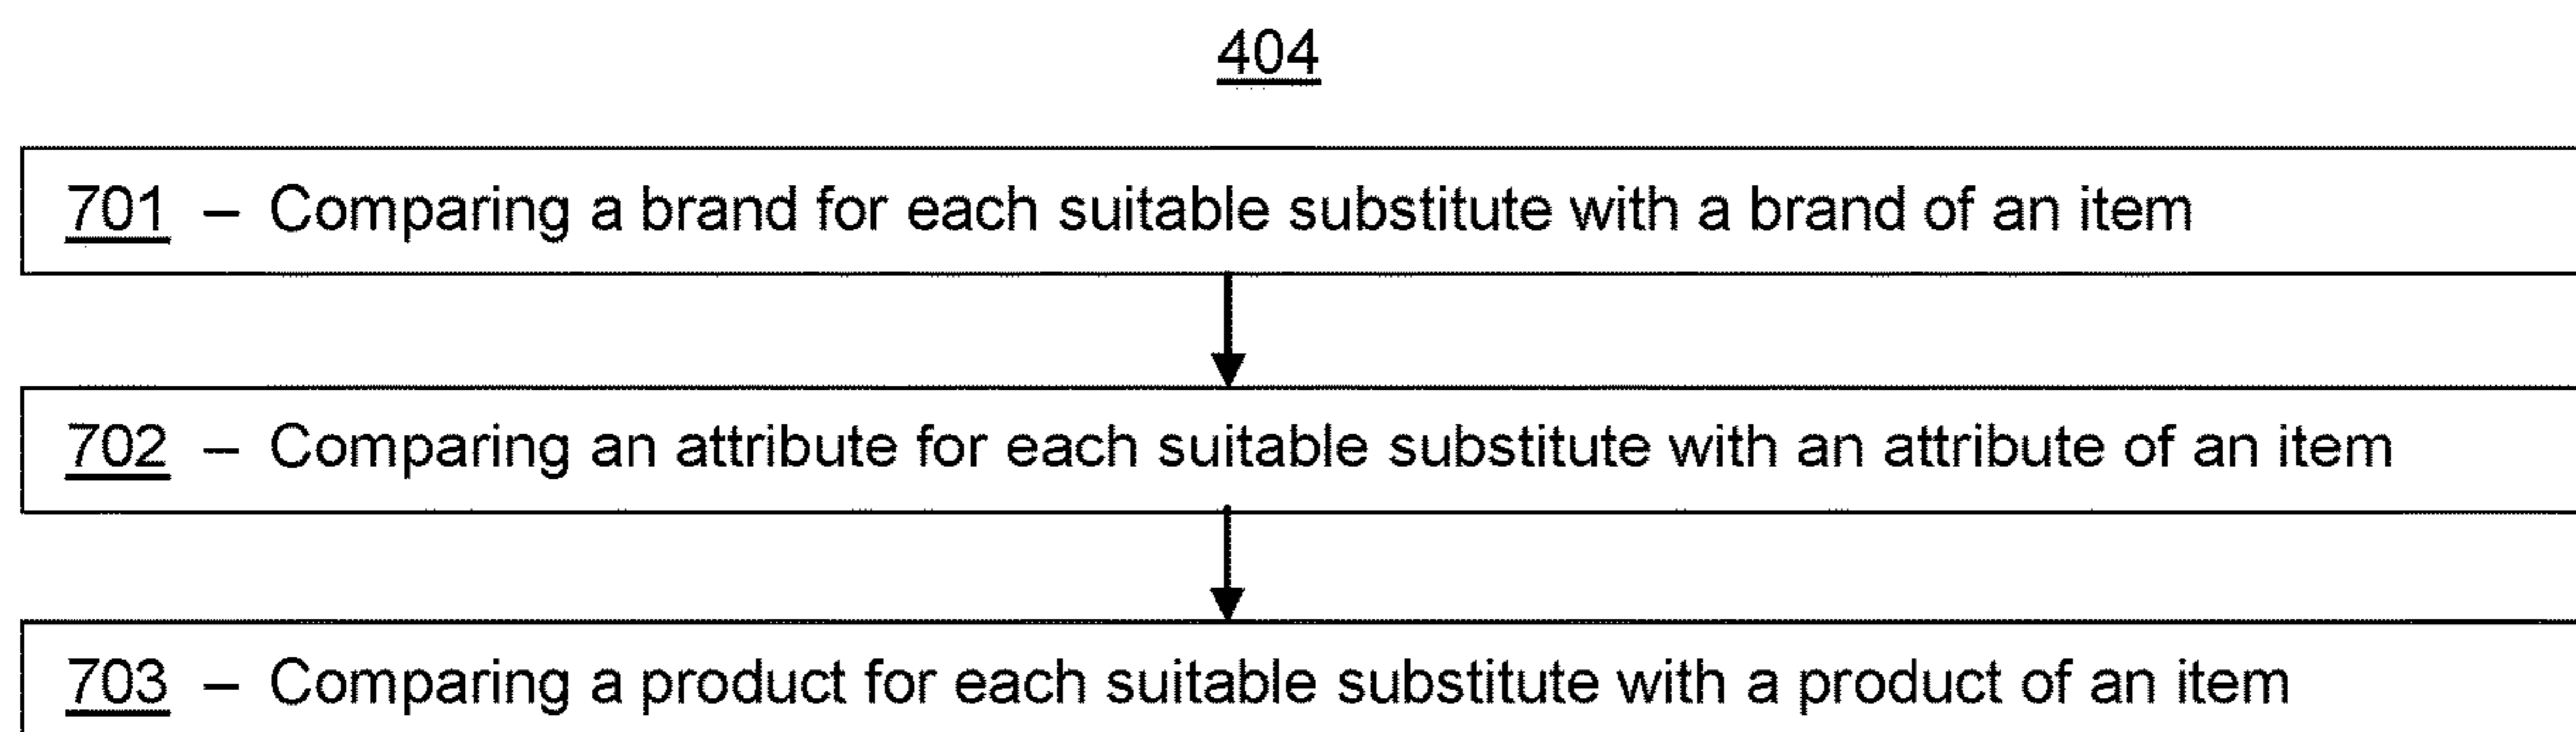 404
701 – Comparing a brand for each suitable substitute with a brand of an item
702 – Comparing an attribute for each suitable substitute with an attribute of an item
703 – Comparing a product for each suitable substitute with a product of an item